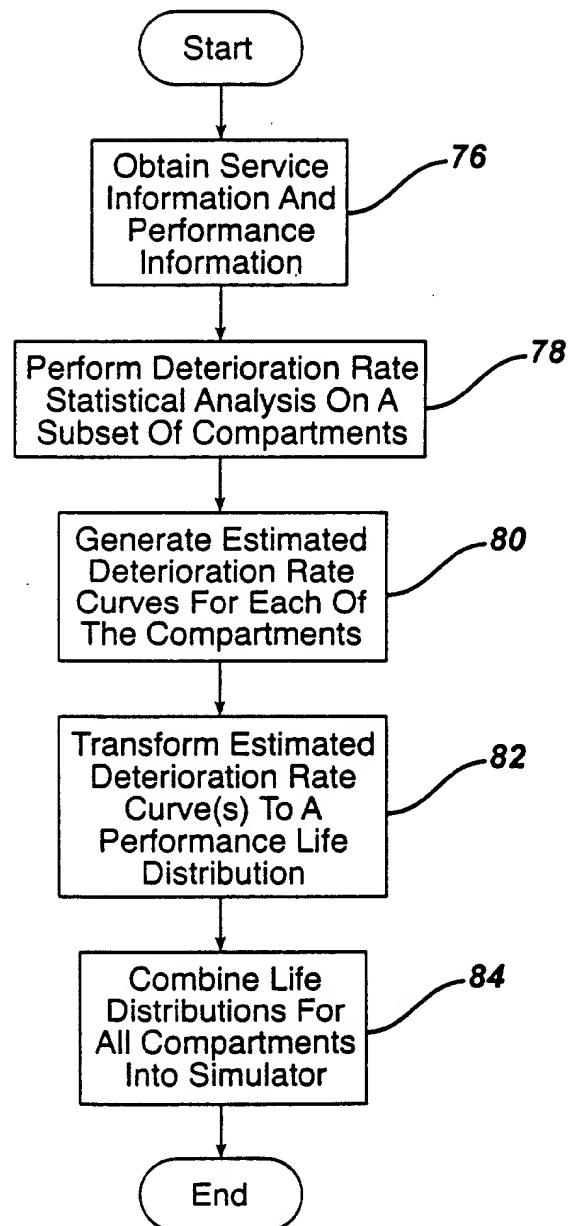 Start
Obtain Service
Information And
Performance
Information
76
Perform Deterioration Rate
Statistical Analysis On A
Subset Of Compartments
78
Generate Estimated
Deterioration Rate
Curves For Each Of
The Compartments
80
Transform Estimated
Deterioration Rate
Curve(s) To A
Performance Life
Distribution
82
Combine Life
Distributions For
All Compartments
Into Simulator
84
End